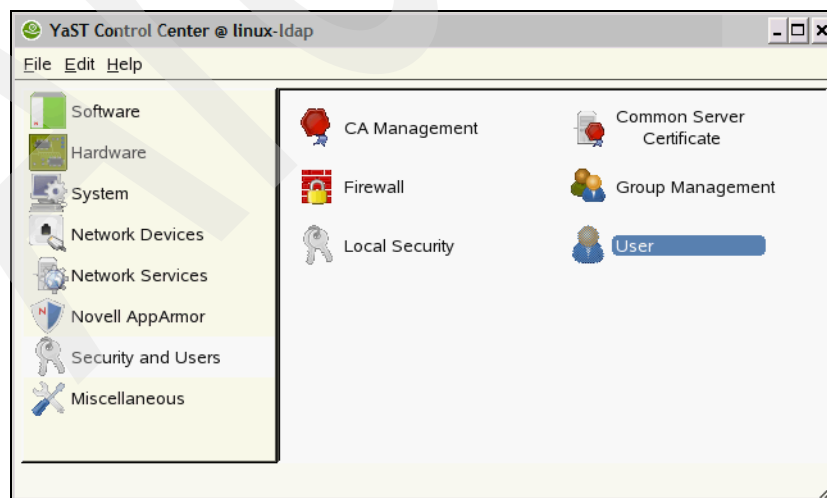 YaST Control Center @ linux-ldap
File Edit Help
Software
Hardware
System
Network Devices
Network Services
Novell AppArmor
Security and Users
Miscellaneous
CA Management
Common Server
Certificate
Firewall
Group Management
Local Security
User